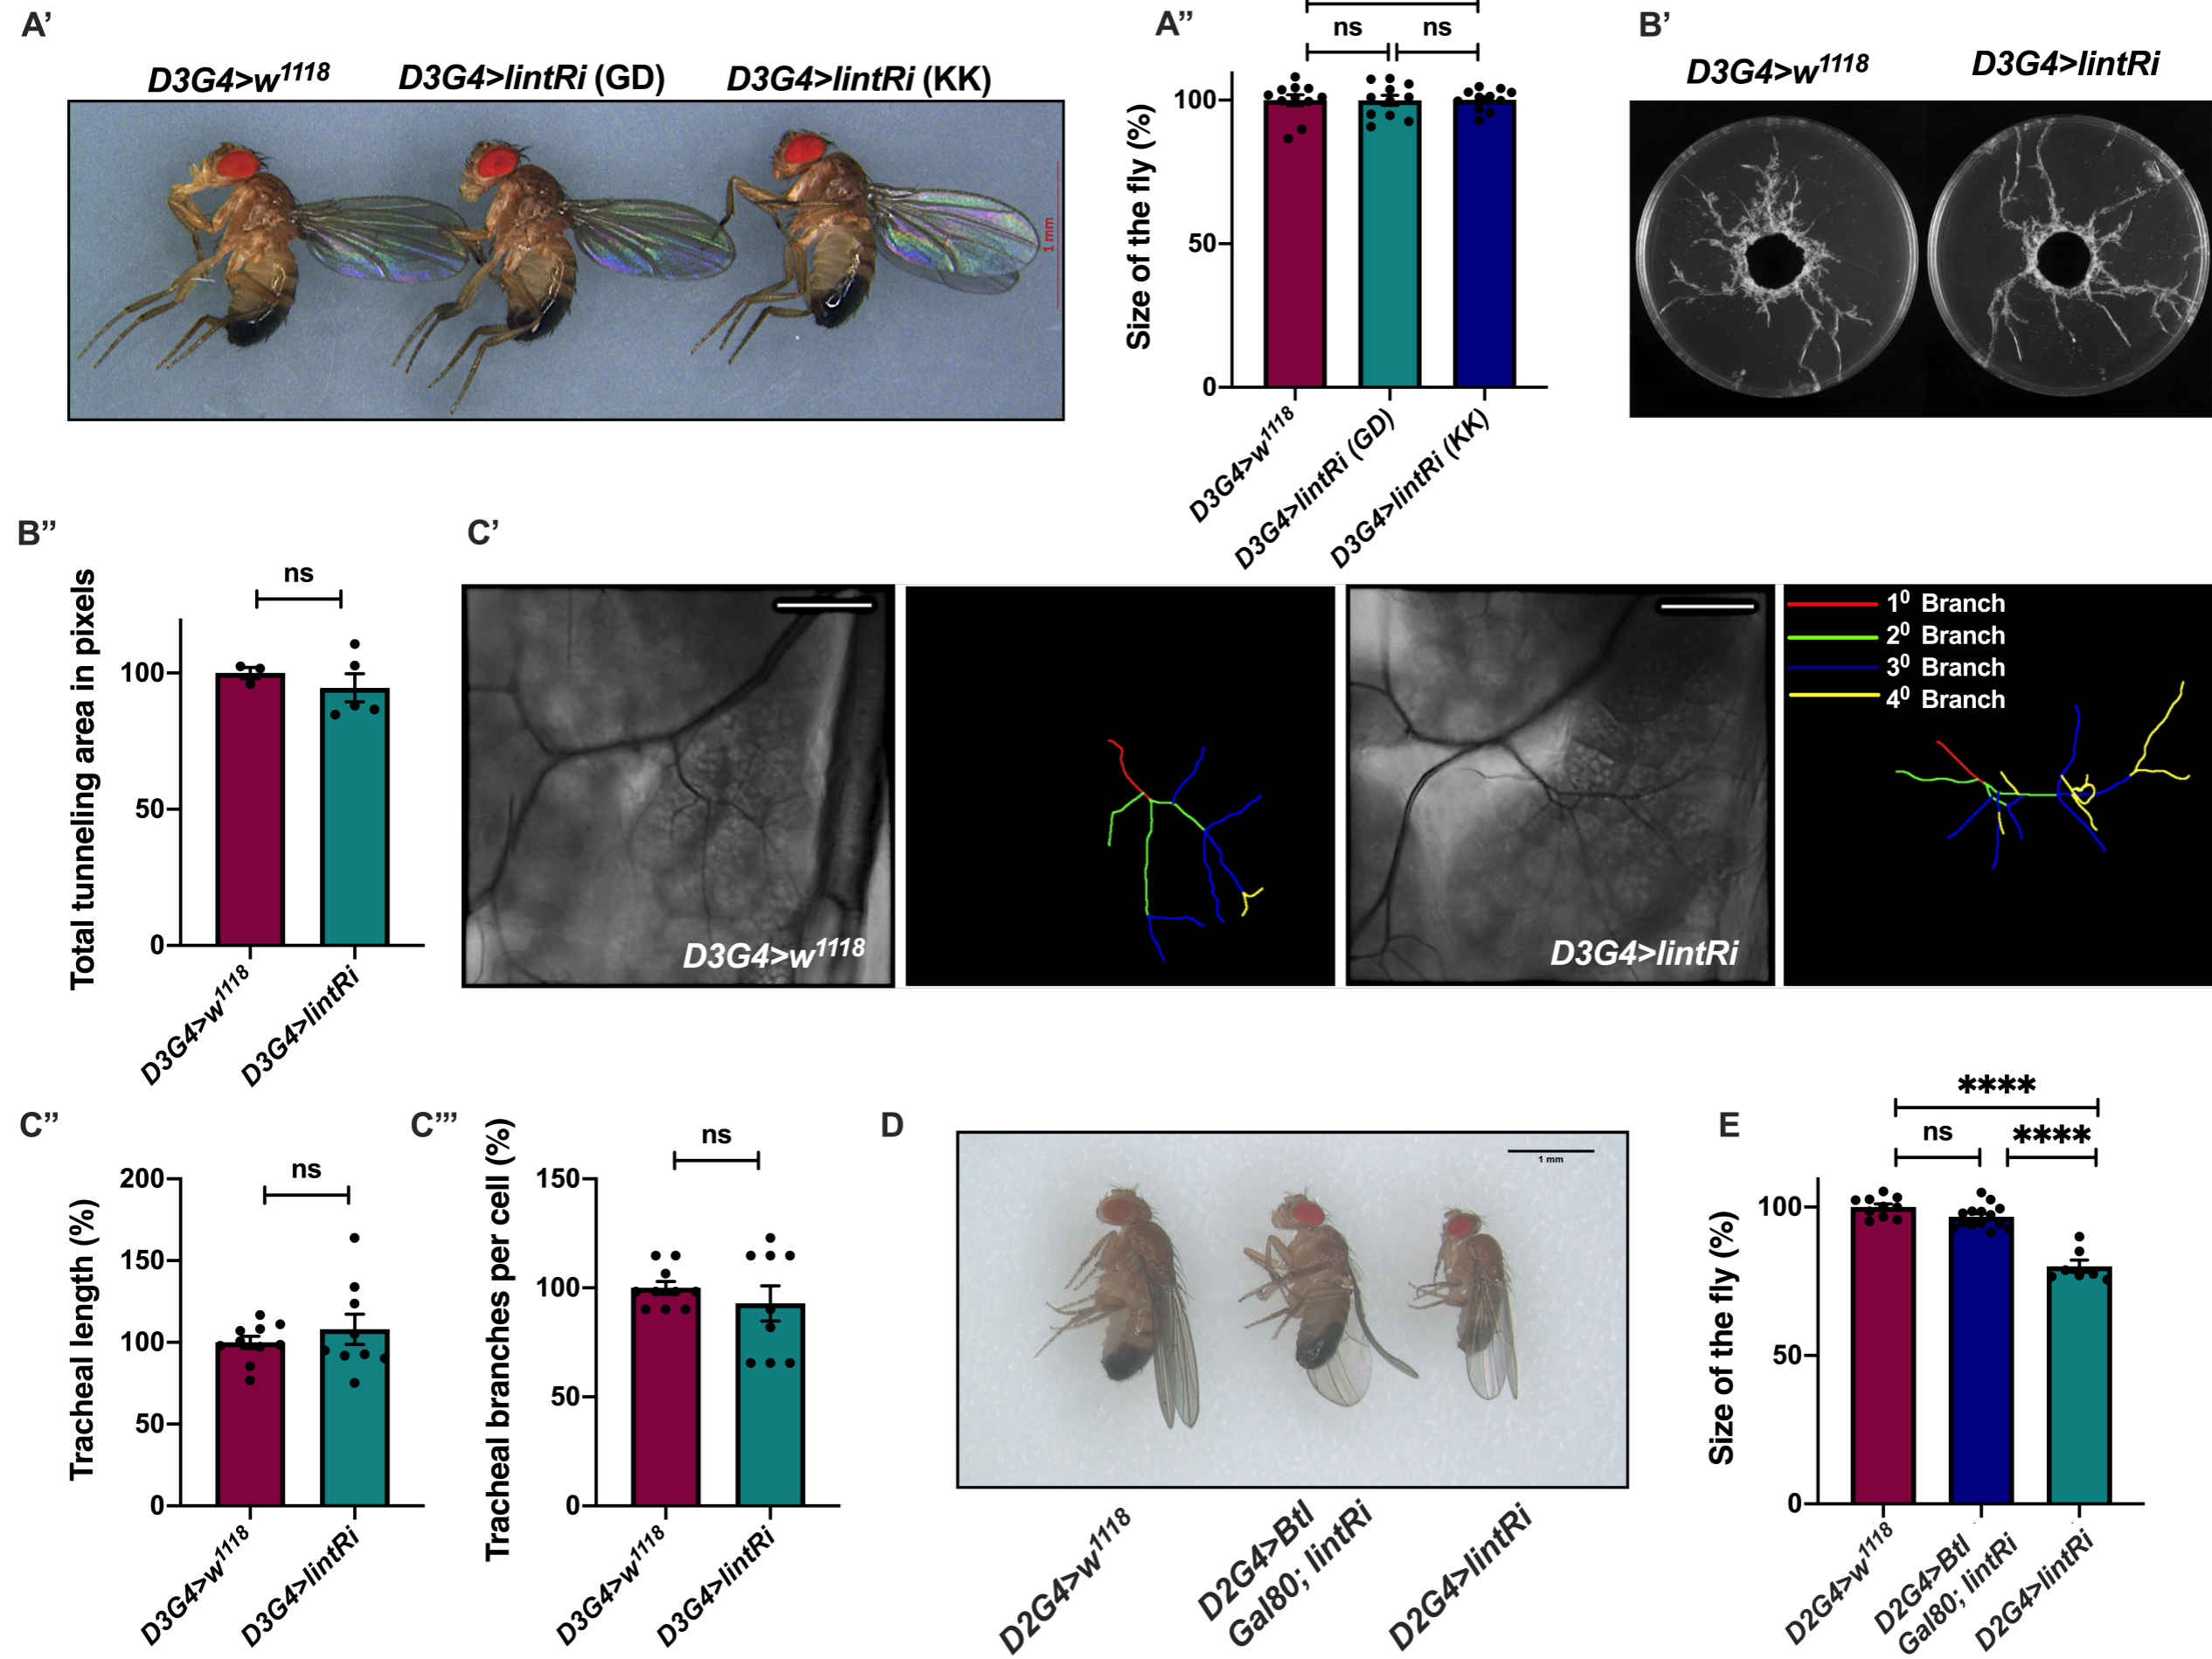 A’
D3G4>w1118
D3G4>lintRi (GD)
D3G4>lintRi (KK)
1 mm
A”
ns
ns
Size of the fly (%)
100
50
0
D3G4>w1118
D3G4>lintRi (GD)
D3G4>lintRi (KK)
B’
D3G4>w1118
D3G4>lintRi
B”
ns
Total tunneling area in pixels
100
50
0
D3G4>w1118
D3G4>lintRi
C’
D3G4>w1118
D3G4>lintRi
1⁰ Branch
2⁰ Branch
3⁰ Branch
4⁰ Branch
C”
ns
Tracheal length (%)
200
150
100
50
0
D3G4>w1118
D3G4>lintRi
C”’
ns
Tracheal branches per cell (%)
150
100
50
0
D3G4>w1118
D3G4>lintRi
D
1 mm
D2G4>w1118
D2G4>Btl
Gal80; lintRi
D2G4>lintRi
E
****
ns
****
Size of the fly (%)
100
50
0
D2G4>w1118
D2G4>Btl
Gal80; lintRi
D2G4>lintRi